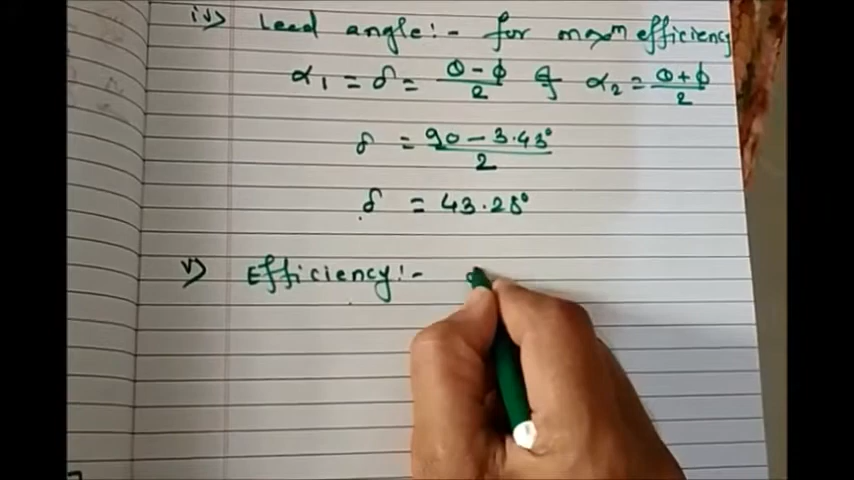 iv) Lead angle:- for maxm efficiency
α1 = δ = θ-φ/2 & α2 = θ+φ/2
δ = 90 - 3.43°/2
δ = 43.28°
v) Efficiency:-